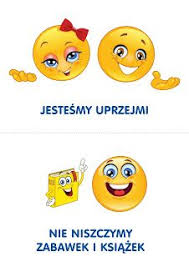 JESTEŚMY UPRZEJMI
NIE NISZCZYMY
ZABAWEK I KSIĄŻEK